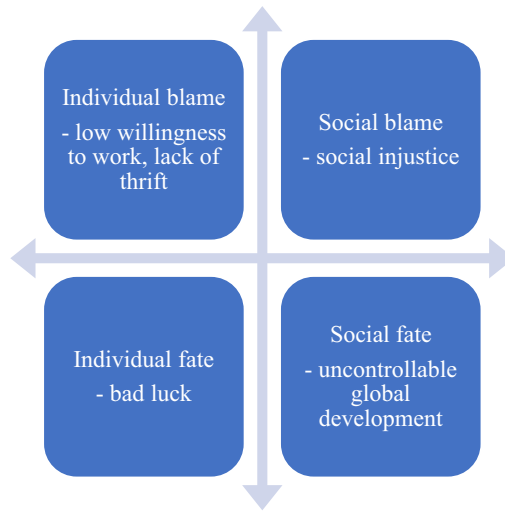 Individual blame
- low willingness
to work, lack of
thrift
Social blame
- social injustice
Individual fate
- bad luck
Social fate
- uncontrollable
global
development